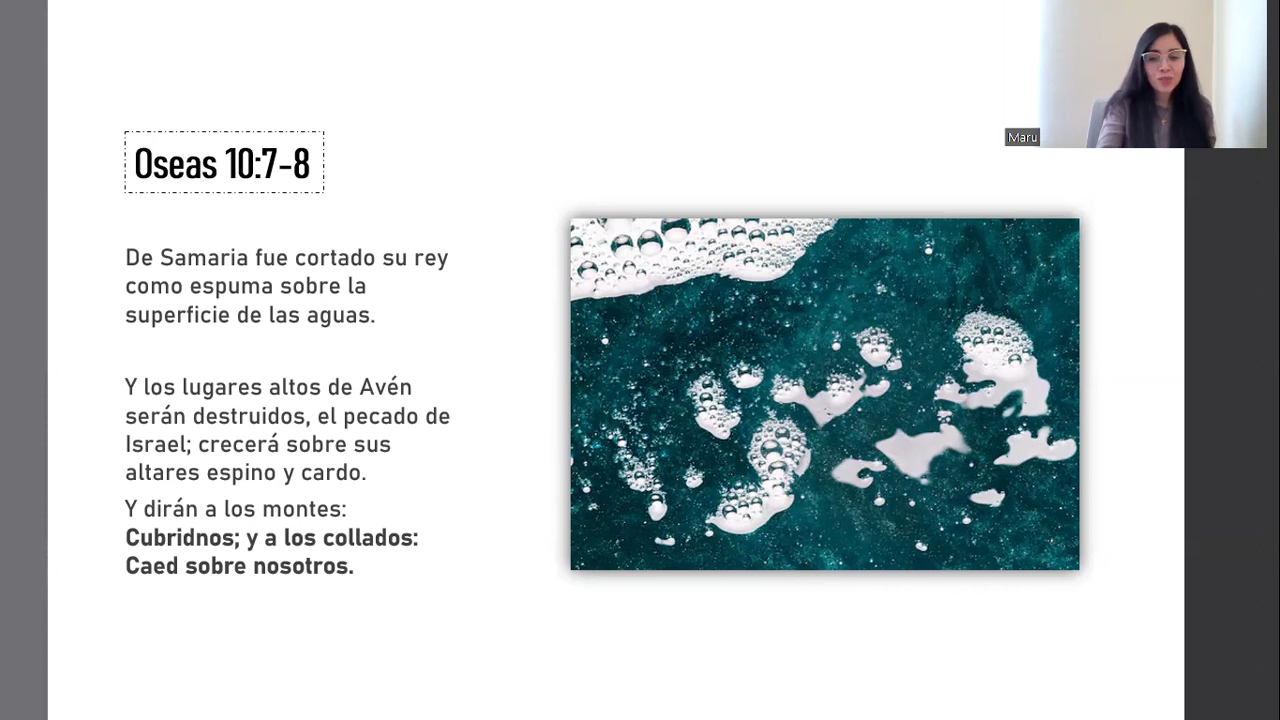 Oseas 10:7-8
De Samaria fue cortado su rey
como espuma sobre la
superficie de las aguas.
Y los lugares altos de Avén
serán destruidos, el pecado de
Israel; crecerá sobre sus
altares espino y cardo.
Y dirán a los montes:
Cubridnos; y a los collados:
Caed sobre nosotros.
Maru